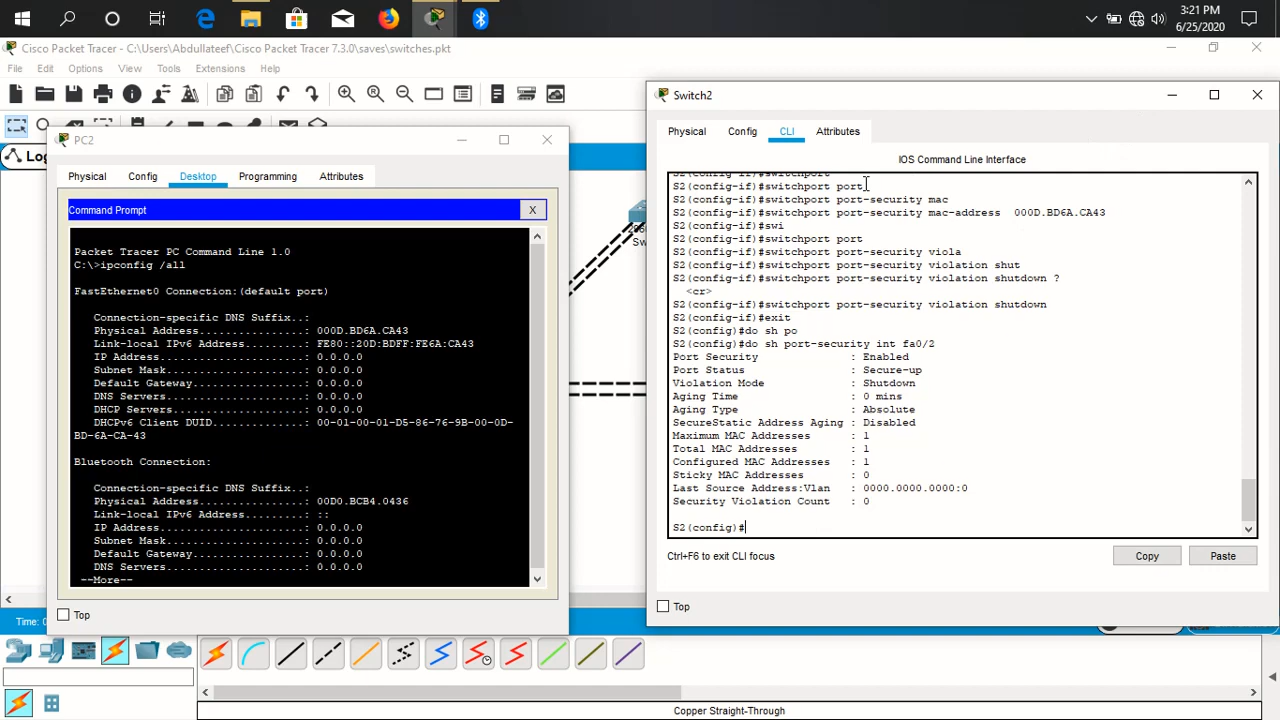 3:21 PM
6/25/2020
Cisco Packet Tracer - C:\Users\Abdullateef\Cisco Packet Tracer 7.3.0\saves\switches.pkt
File Edit Options View Tools Extensions Help
Log
PC2
Physical Config Desktop Programming Attributes
Command Prompt
X
Packet Tracer PC Command Line 1.0
C:\>ipconfig /all
FastEthernet0 Connection:(default port)
Connection-specific DNS Suffix..:
Physical Address................: 000D.BD6A.CA43
Link-local IPv6 Address.........: FE80::20D:BDFF:FE6A:CA43
IP Address......................: 0.0.0.0
Subnet Mask.....................: 0.0.0.0
Default Gateway.................: 0.0.0.0
DNS Servers.....................: 0.0.0.0
DHCP Servers....................: 0.0.0.0
DHCPv6 Client DUID..............: 00-01-00-01-D5-86-76-9B-00-0D-
BD-6A-CA-43
Bluetooth Connection:
Connection-specific DNS Suffix..:
Physical Address................: 00D0.BCB4.0436
Link-local IPv6 Address.........: ::
IP Address......................: 0.0.0.0
Subnet Mask.....................: 0.0.0.0
Default Gateway.................: 0.0.0.0
DNS Servers.....................: 0.0.0.0
--More--
Top
Switch2
Physical Config CLI Attributes
IOS Command Line Interface
S2(config-if)#switchport
S2(config-if)#switchport port
S2(config-if)#switchport port-security mac
S2(config-if)#switchport port-security mac-address 000D.BD6A.CA43
S2(config-if)#swi
S2(config-if)#switchport port
S2(config-if)#switchport port-security viola
S2(config-if)#switchport port-security violation shut
S2(config-if)#switchport port-security violation shutdown ?
<cr>
S2(config-if)#switchport port-security violation shutdown
S2(config-if)#exit
S2(config)#do sh po
S2(config)#do sh port-security int fa0/2
Port Security : Enabled
Port Status : Secure-up
Violation Mode : Shutdown
Aging Time : 0 mins
Aging Type : Absolute
SecureStatic Address Aging : Disabled
Maximum MAC Addresses : 1
Total MAC Addresses : 1
Configured MAC Addresses : 1
Sticky MAC Addresses : 0
Last Source Address:Vlan : 0000.0000.0000:0
Security Violation Count : 0
S2(config)#
Ctrl+F6 to exit CLI focus
Copy
Paste
Top
Time: 0
Copper Straight-Through